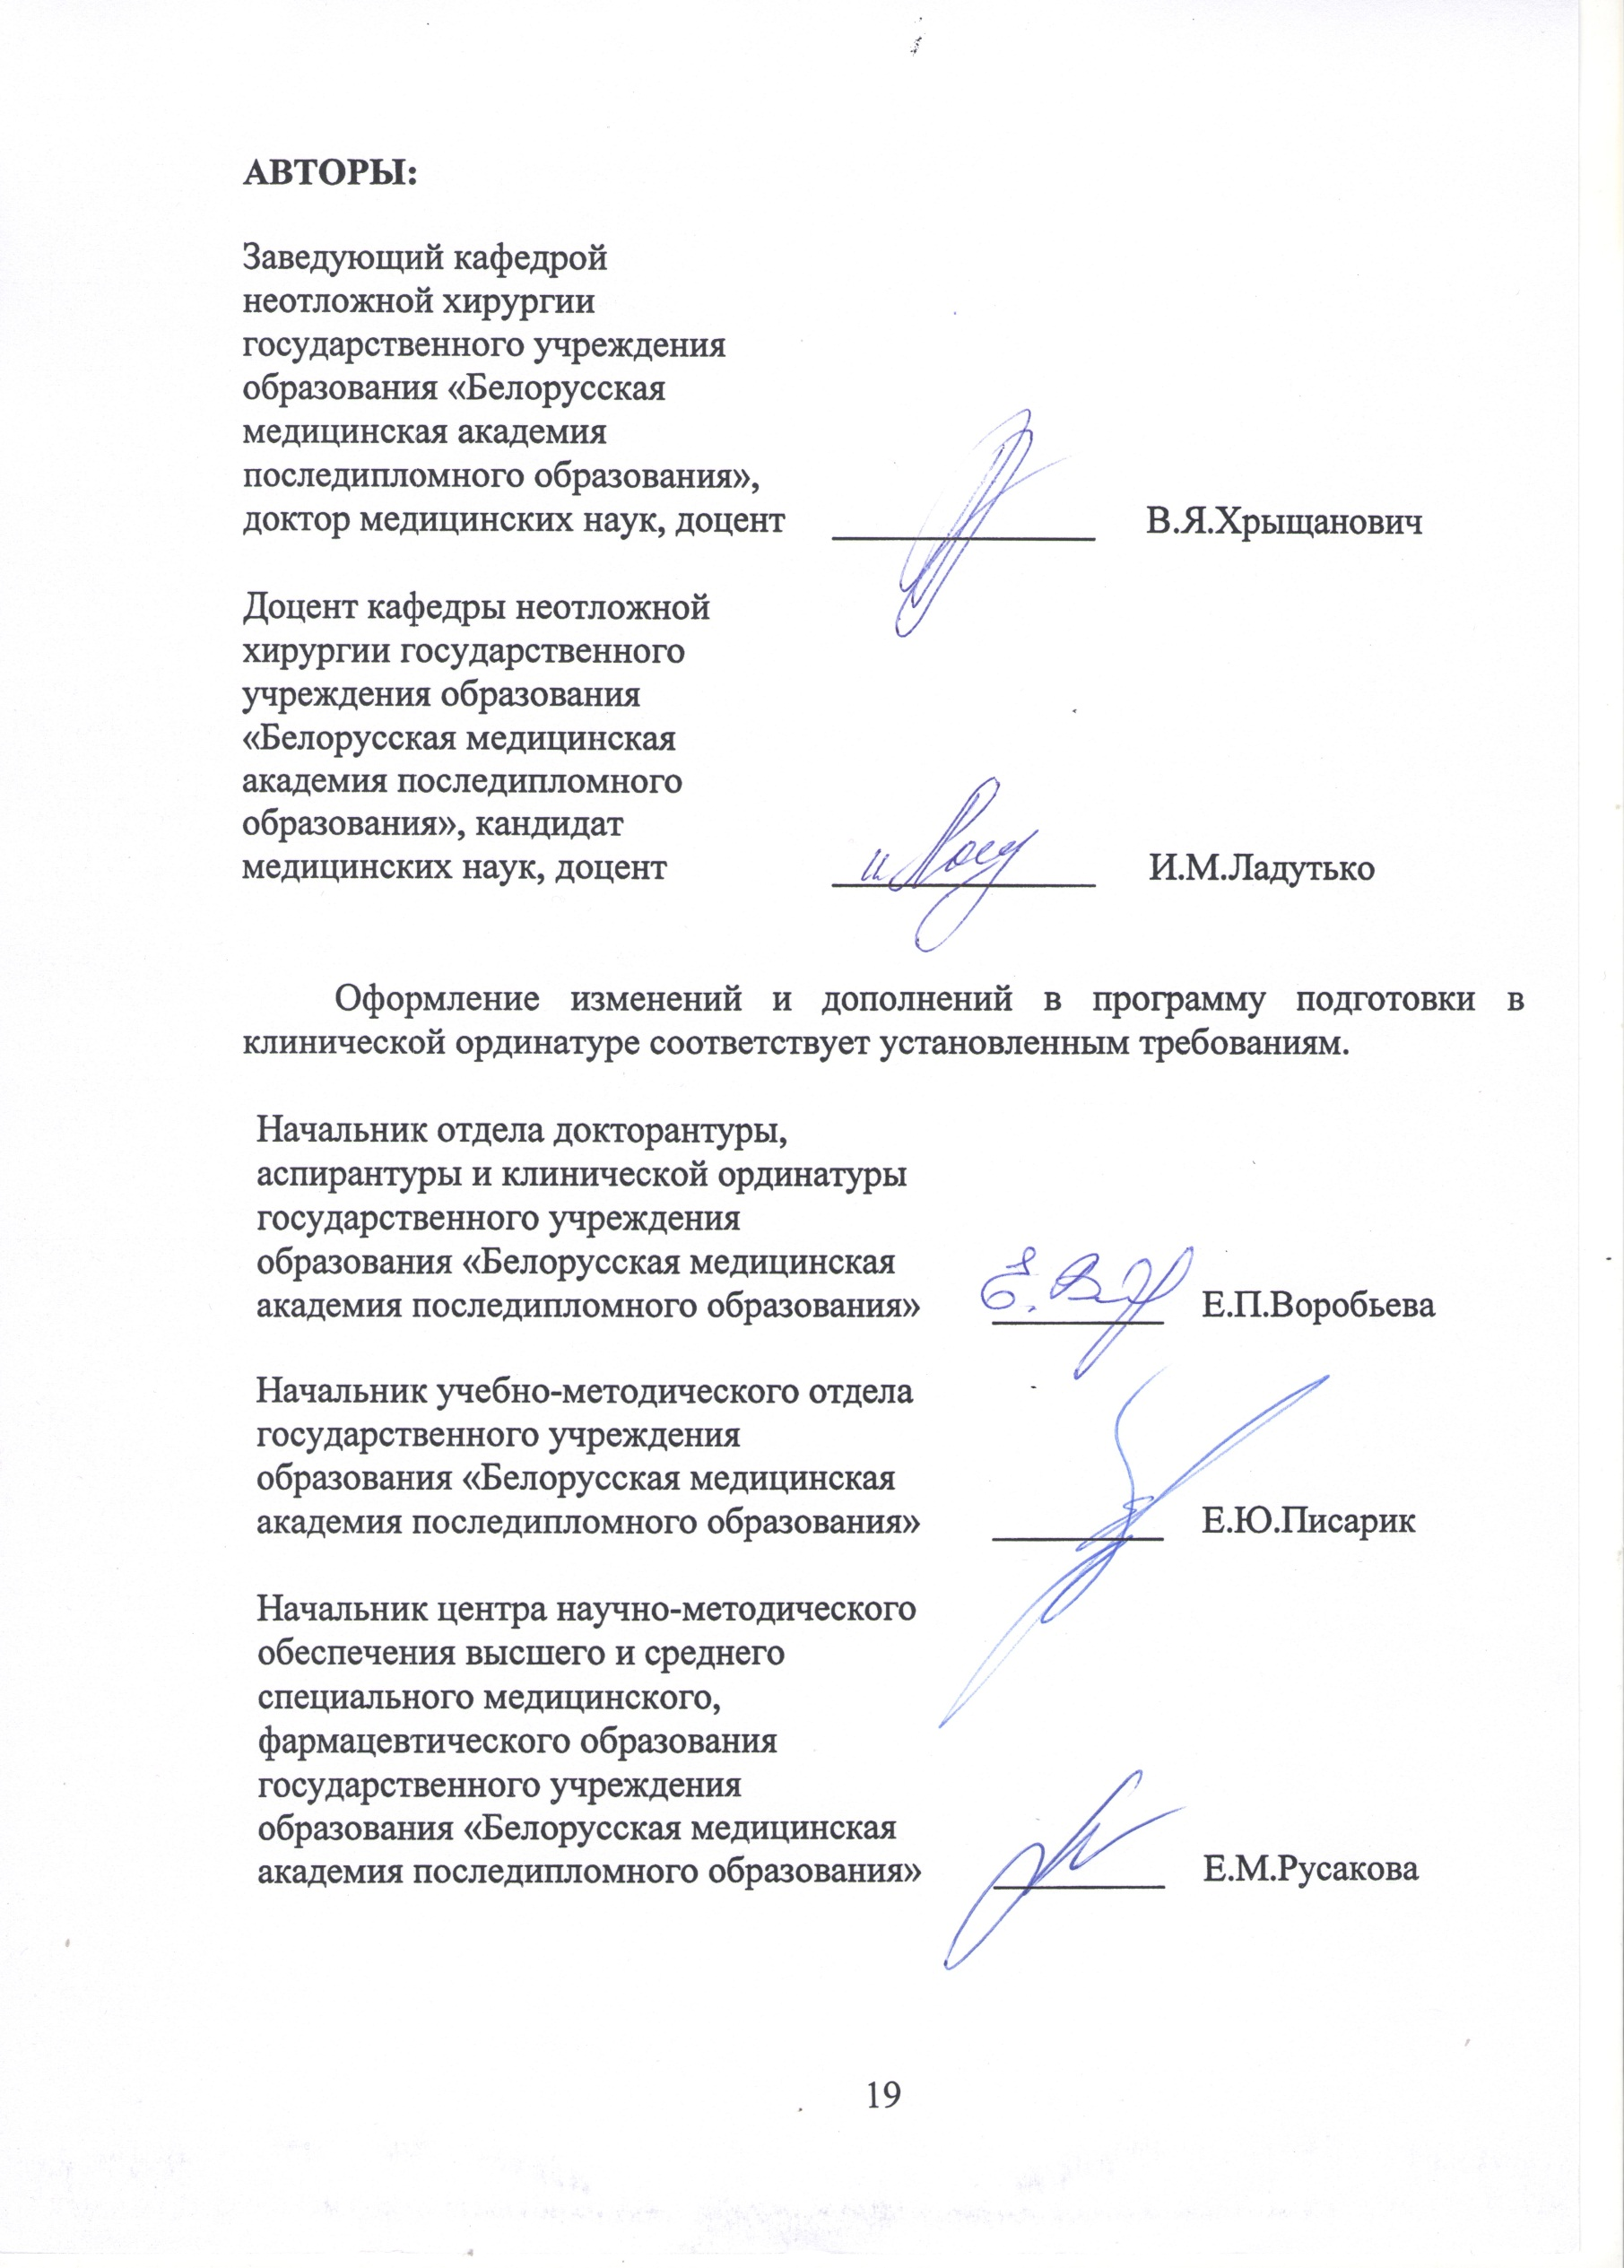 АВТОРЫ:
Заведующий кафедрой
неотложной хирургии
государственного учреждения
образования «Белорусская
медицинская академия
последипломного образования»,
доктор медицинских наук, доцент В.Я.Хрыщанович
Доцент кафедры неотложной
хирургии государственного
учреждения образования
«Белорусская медицинская
академия последипломного
образования», кандидат
медицинских наук, доцент И.М.Ладутько
Оформление изменений и дополнений в программу подготовки в
клинической ординатуре соответствует установленным требованиям.
Начальник отдела докторантуры,
аспирантуры и клинической ординатуры
государственного учреждения
образования «Белорусская медицинская
академия последипломного образования» Е.П.Воробьева
Начальник учебно-методического отдела
государственного учреждения
образования «Белорусская медицинская
академия последипломного образования» Е.Ю.Писарик
Начальник центра научно-методического
обеспечения высшего и среднего
специального медицинского,
фармацевтического образования
государственного учреждения
образования «Белорусская медицинская
академия последипломного образования» Е.М.Русакова
19